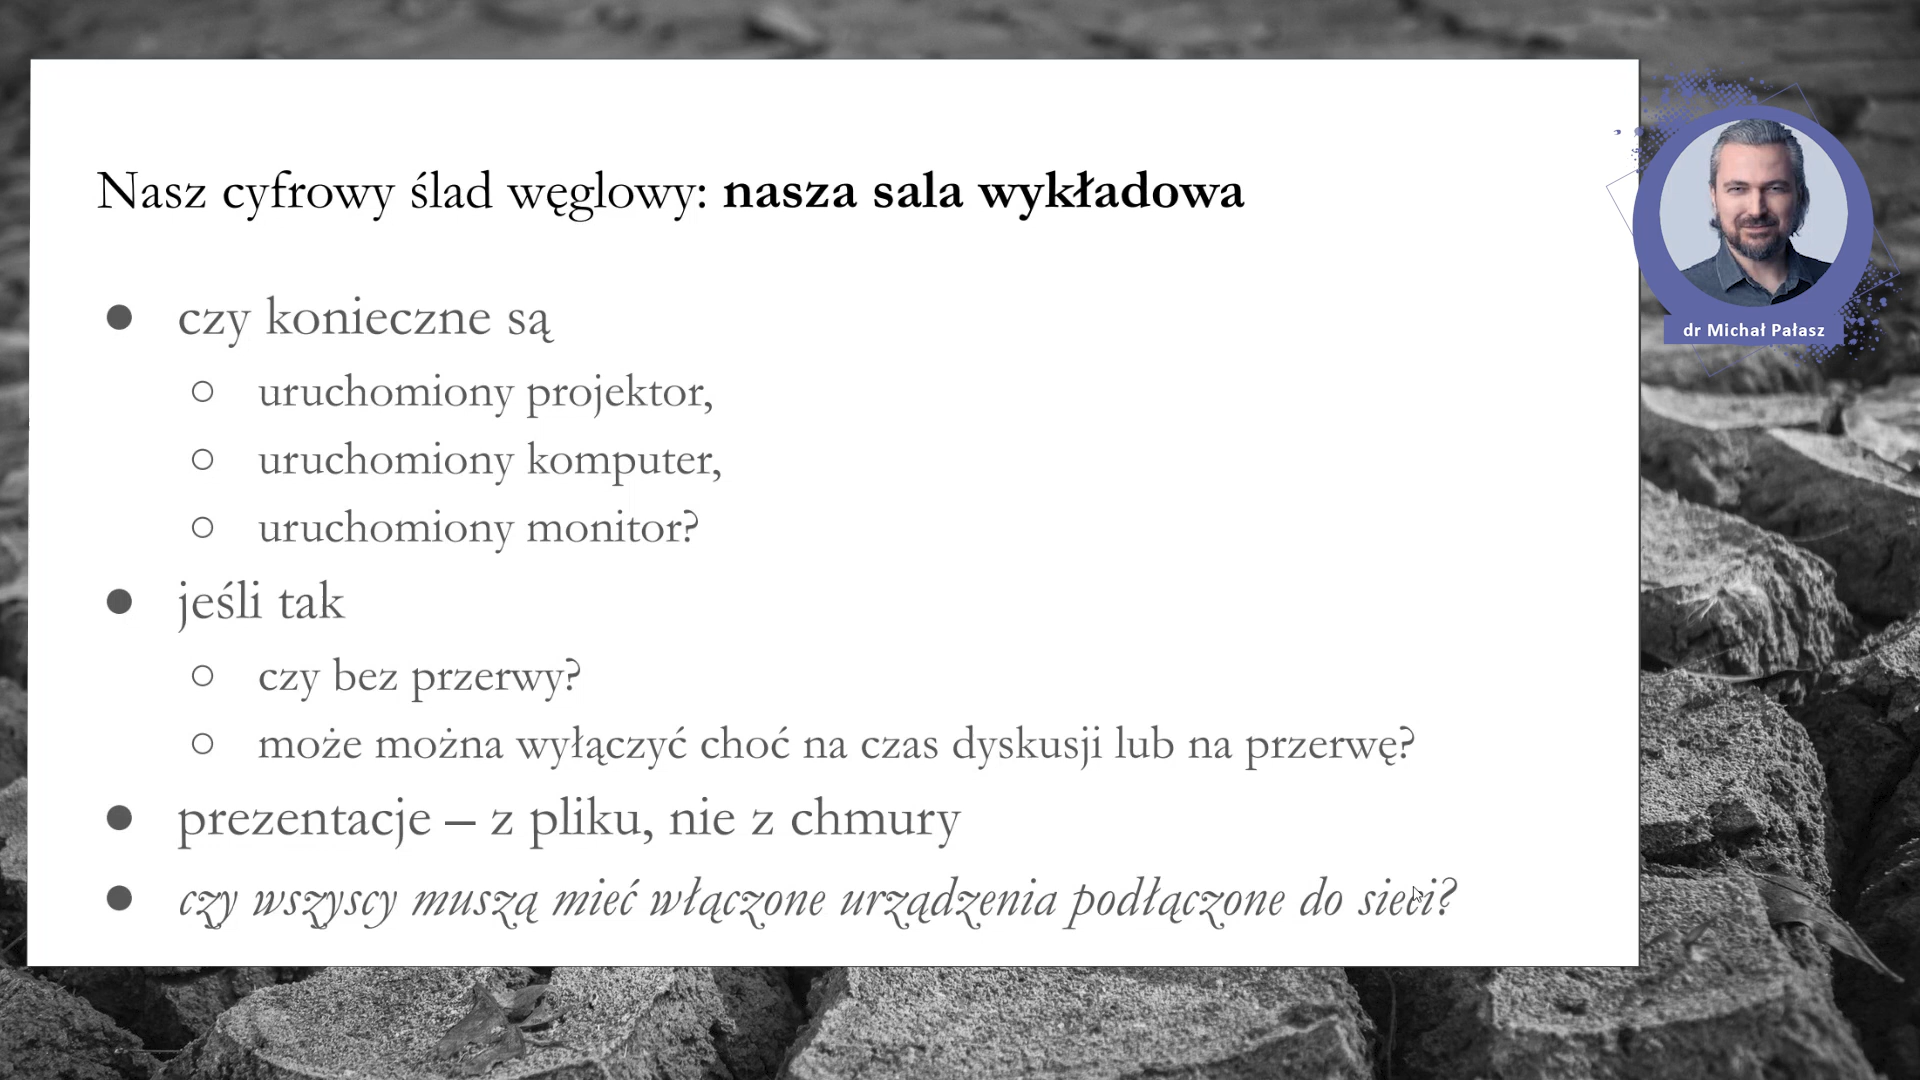 Nasz cyfrowy ślad węglowy: nasza sala wykładowa
dr Michał Pałasz
● czy konieczne są
○ uruchomiony projektor,
○ uruchomiony komputer,
○ uruchomiony monitor?
● jeśli tak
○ czy bez przerwy?
○ może można wyłączyć choć na czas dyskusji lub na przerwę?
● prezentacje – z pliku, nie z chmury
● czy wszyscy muszą mieć włączone urządzenia podłączone do sieci?